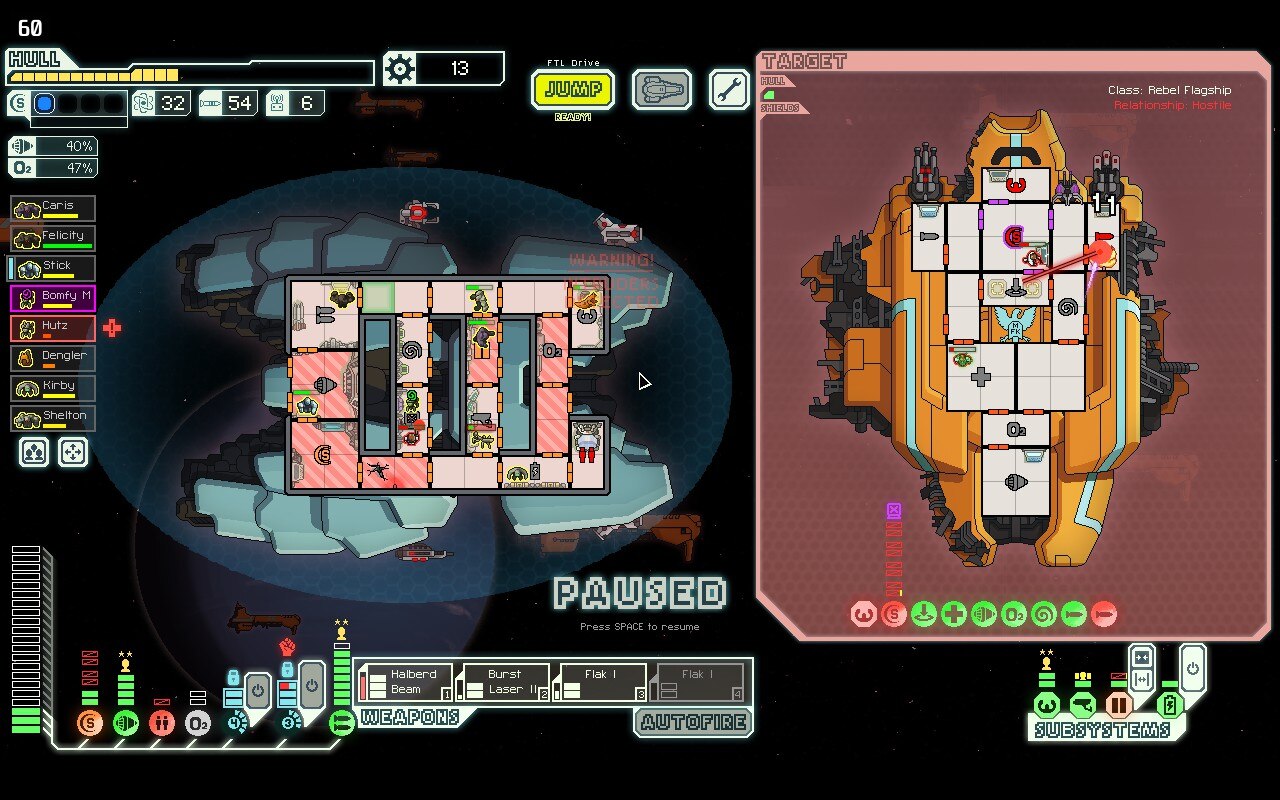 60
HULL
13
FTL Drive
JUMP
READY!
32
54
6
40%
O2 47%
Caris
Felicity
Stick
Bomfy M
Hutz
Dengler
Kirby
Shelton
WARNING!
PAUSED
Press SPACE to resume
TARGET
HULL
SHIELDS
Class: Rebel Flagship
Relationship: Hostile
MFK
Halberd
Beam
1
Burst
Laser II
2
Flak I
3
Flak I
4
WEAPONS
AUTOFIRE
SUBSYSTEMS